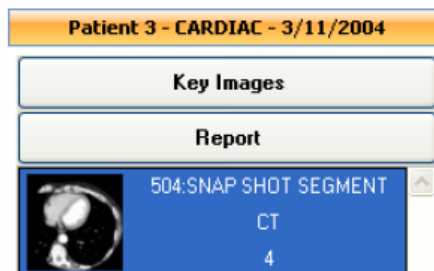 Patient 3 - CARDIAC - 3/11/2004
Key Images
Report
504:SNAP SHOT SEGMENT
CT
4